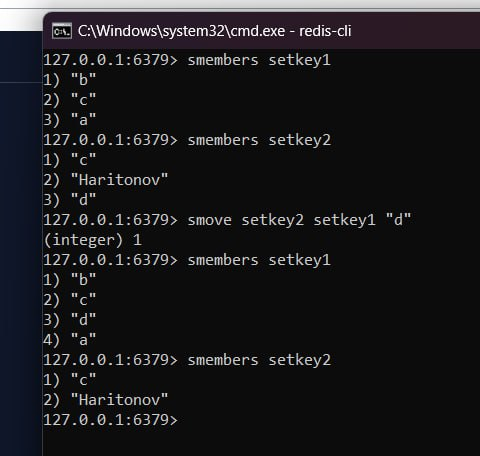 C:\Windows\system32\cmd.exe - redis-cli
127.0.0.1:6379> smembers setkey1
1) "b"
2) "c"
3) "a"
127.0.0.1:6379> smembers setkey2
1) "c"
2) "Haritonov"
3) "d"
127.0.0.1:6379> smove setkey2 setkey1 "d"
(integer) 1
127.0.0.1:6379> smembers setkey1
1) "b"
2) "c"
3) "d"
4) "a"
127.0.0.1:6379> smembers setkey2
1) "c"
2) "Haritonov"
127.0.0.1:6379>